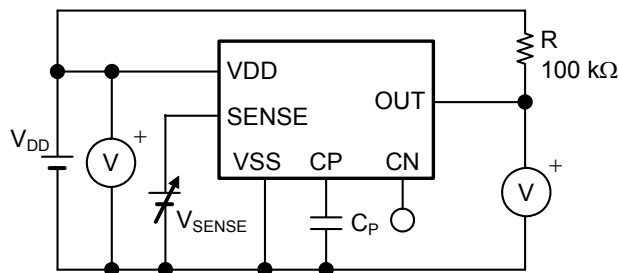 R
100 kΩ
VDD
OUT
SENSE
V_DD
+
V
VSS CP CN
+
V
V_SENSE
C_P